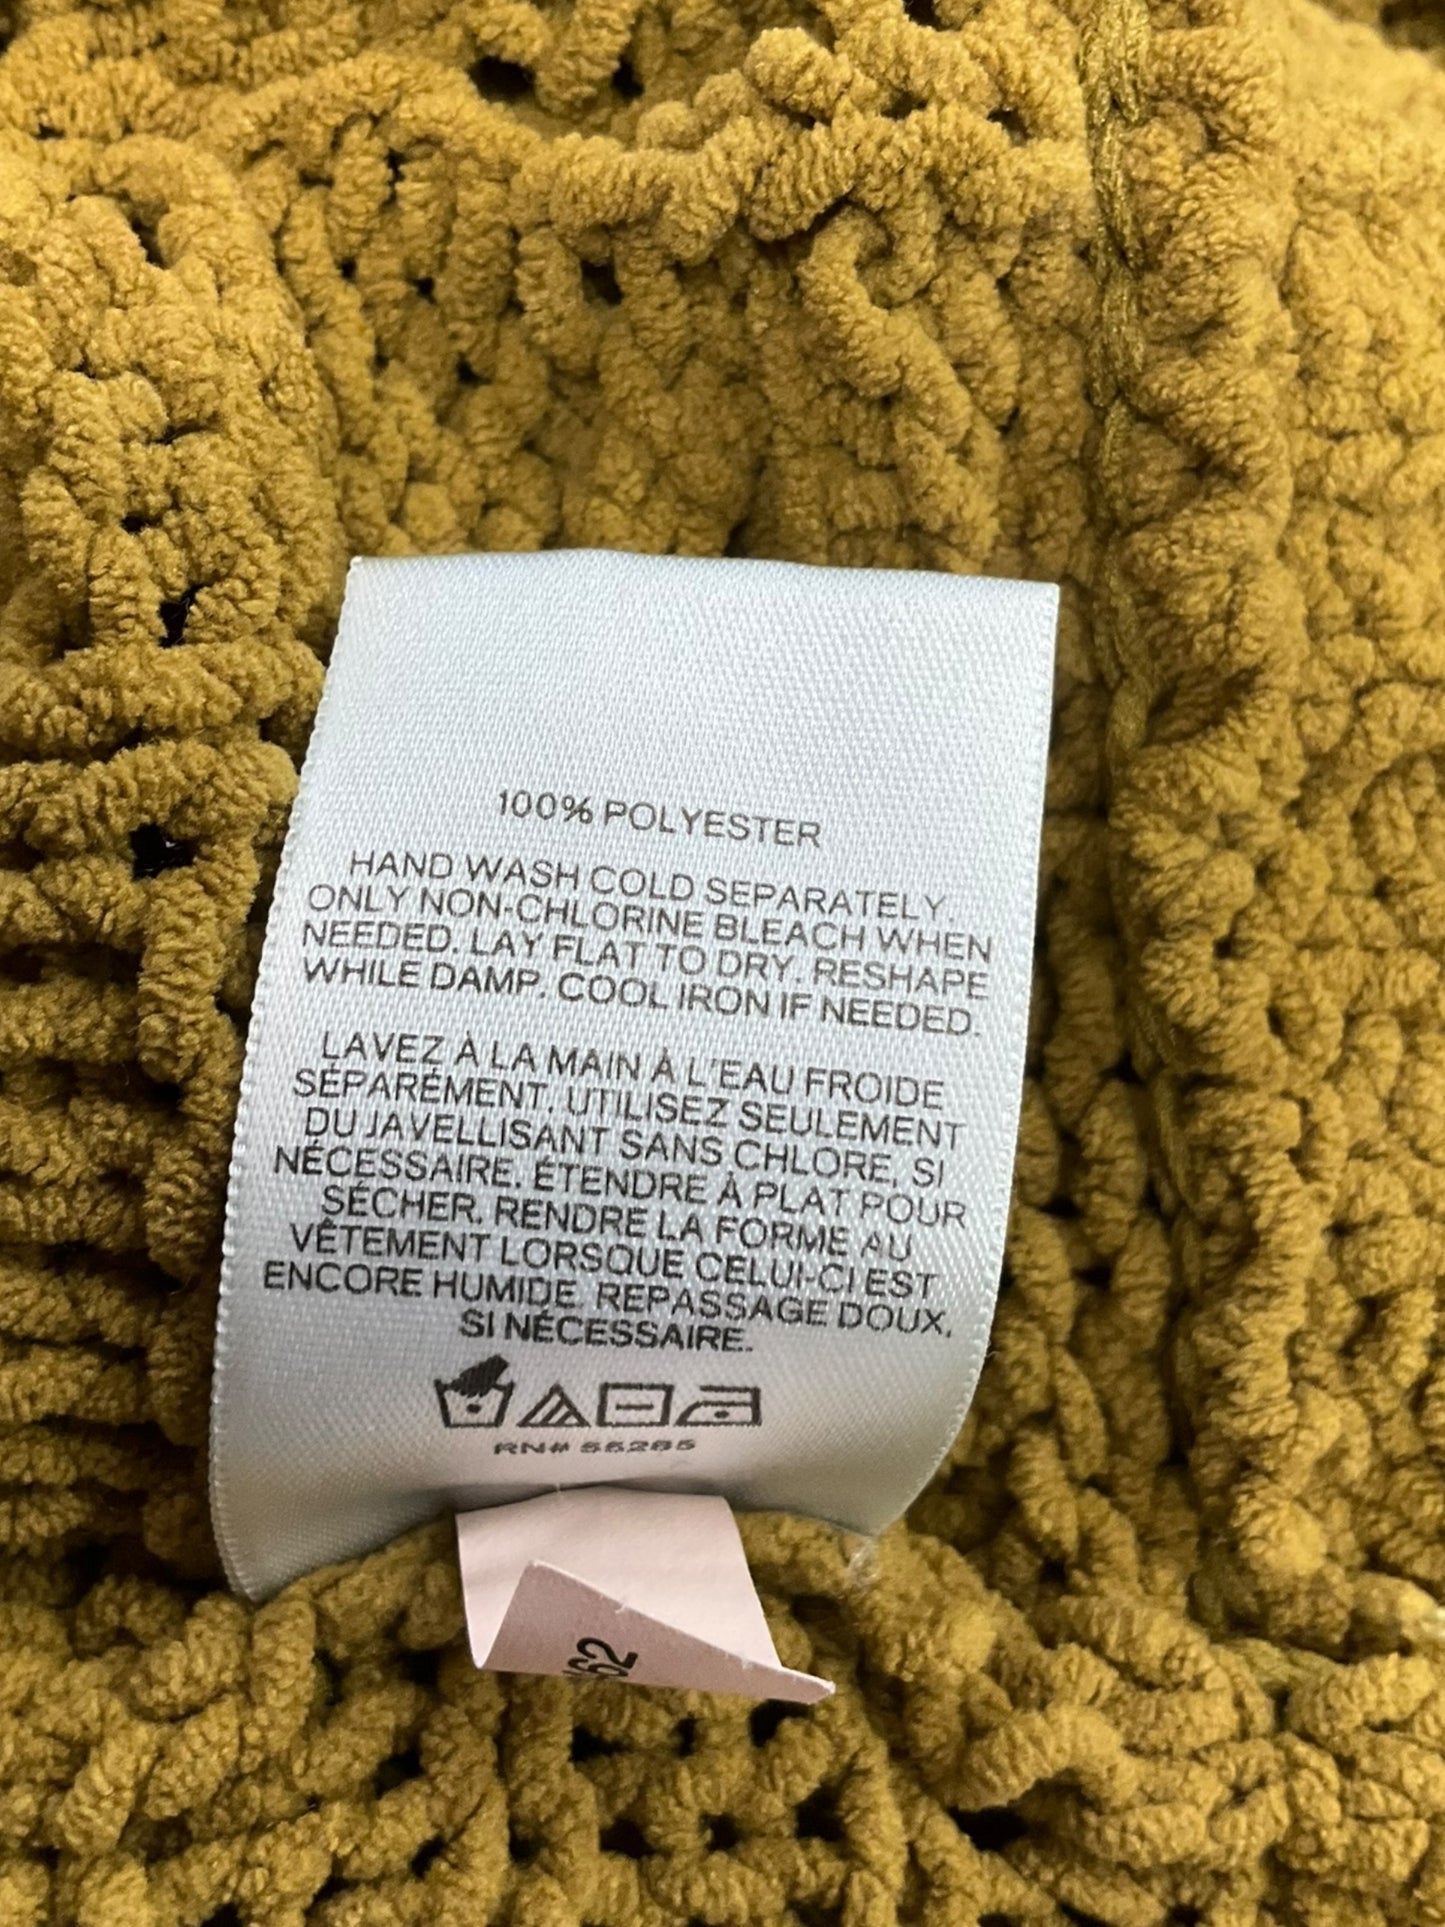 100% POLYESTER
HAND WASH COLD SEPARATELY.
ONLY NON-CHLORINE BLEACH WHEN
NEEDED. LAY FLAT TO DRY. RESHAPE
WHILE DAMP. COOL IRON IF NEEDED.
LAVEZ À LA MAIN À L'EAU FROIDE
SÉPARÉMENT. UTILISEZ SEULEMENT
DU JAVELLISANT SANS CHLORE, SI
NÉCESSAIRE. ÉTENDRE À PLAT POUR
SÉCHER. RENDRE LA FORME AU
VÊTEMENT LORSQUE CELUI-CI EST
ENCORE HUMIDE. REPASSAGE DOUX,
SI NÉCESSAIRE.
RN#